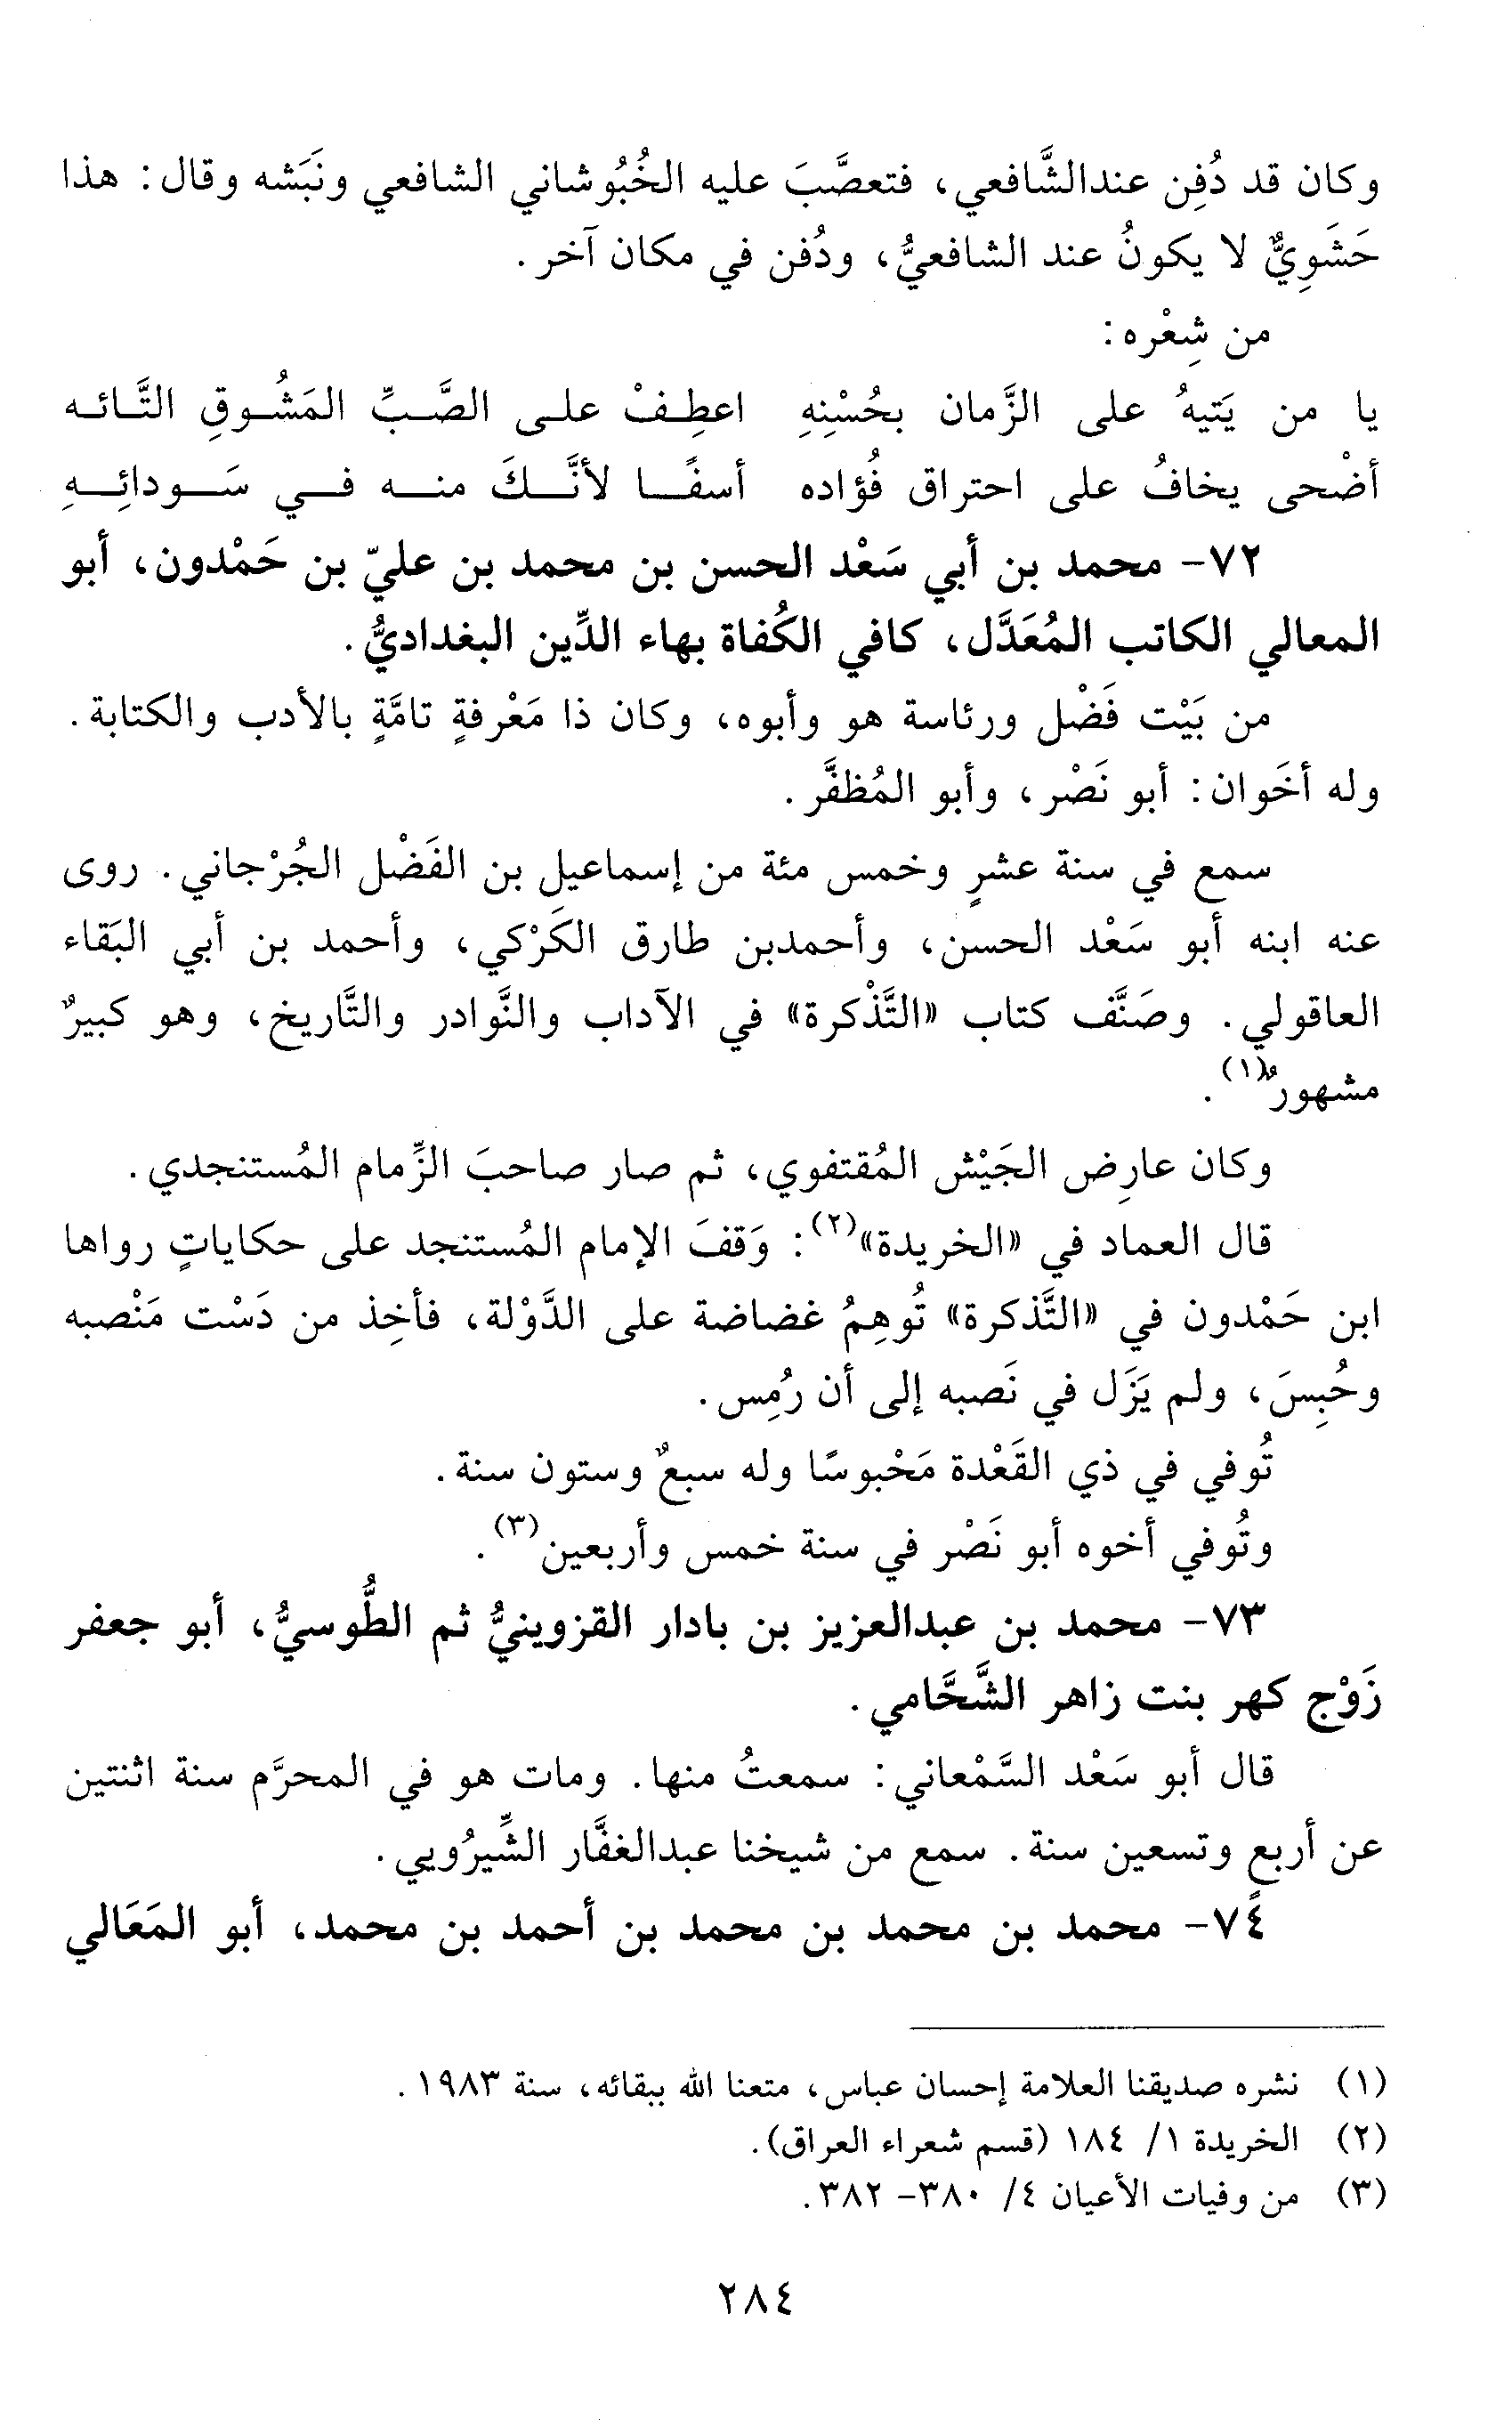 وكان قد دُفِن عندالشَّافعي، فتعصَّبَ عليه الخُبُوشاني الشافعي ونَبَشه وقال: هذا
حَشَوِيٌّ لا يكونُ عند الشافعيُّ، ودُفن في مكان آخر.
من شِعْره:
يا من يَتيهُ على الزَّمان بحُسْنِهِ اعطِفْ على الصَّبِّ المَشُوقِ التَّائه
أضْحى يخافُ على احتراق فُؤاده أسفًا لأنَّكَ منه في سَودائِهِ
٧٢- محمد بن أبي سَعْد الحسن بن محمد بن عليّ بن حَمْدون، أبو
المعالي الكاتب المُعَدَّل، كافي الكُفاة بهاء الدِّين البغداديُّ.
من بَيْت فَضْل ورئاسة هو وأبوه، وكان ذا مَعْرفةٍ تامَّةٍ بالأدب والكتابة.
وله أخَوان: أبو نَصْر، وأبو المُظفَّر.
سمع في سنة عشرٍ وخمس مئة من إسماعيل بن الفَضْل الجُرْجاني. روى
عنه ابنه أبو سَعْد الحسن، وأحمدبن طارق الكَرْكي، وأحمد بن أبي البَقاء
العاقولي. وصَنَّف كتاب «التَّذْكرة» في الآداب والنَّوادر والتَّاريخ، وهو كبيرٌ
مشهورٌ(١).
وكان عارِض الجَيْش المُقتفوي، ثم صار صاحبَ الزِّمام المُستنجدي.
قال العماد في «الخريدة»(٢): وَقفَ الإمام المُستنجد على حكاياتٍ رواها
ابن حَمْدون في «التَّذكرة» تُوهِمُ غضاضة على الدَّوْلة، فأخِذ من دَسْت مَنْصبه
وحُبِسَ، ولم يَزَل في نَصبه إلى أن رُمِس.
تُوفي في ذي القَعْدة مَحْبوسًا وله سبعٌ وستون سنة.
وتُوفي أخوه أبو نَصْر في سنة خمس وأربعين(٣).
٧٣- محمد بن عبدالعزيز بن بادار القزوينيُّ ثم الطُّوسيُّ، أبو جعفر
زَوْج كهر بنت زاهر الشَّحَّامي.
قال أبو سَعْد السَّمْعاني: سمعتُ منها. ومات هو في المحرَّم سنة اثنتين
عن أربع وتسعين سنة. سمع من شيخنا عبدالغفَّار الشِّيرُويي.
٧٤- محمد بن محمد بن محمد بن أحمد بن محمد، أبو المَعَالي
(١) نشره صديقنا العلامة إحسان عباس، متعنا الله ببقائه، سنة ١٩٨٣.
(٢) الخريدة ١/ ١٨٤ (قسم شعراء العراق).
(٣) من وفيات الأعيان ٤/ ٣٨٠- ٣٨٢.
٢٨٤